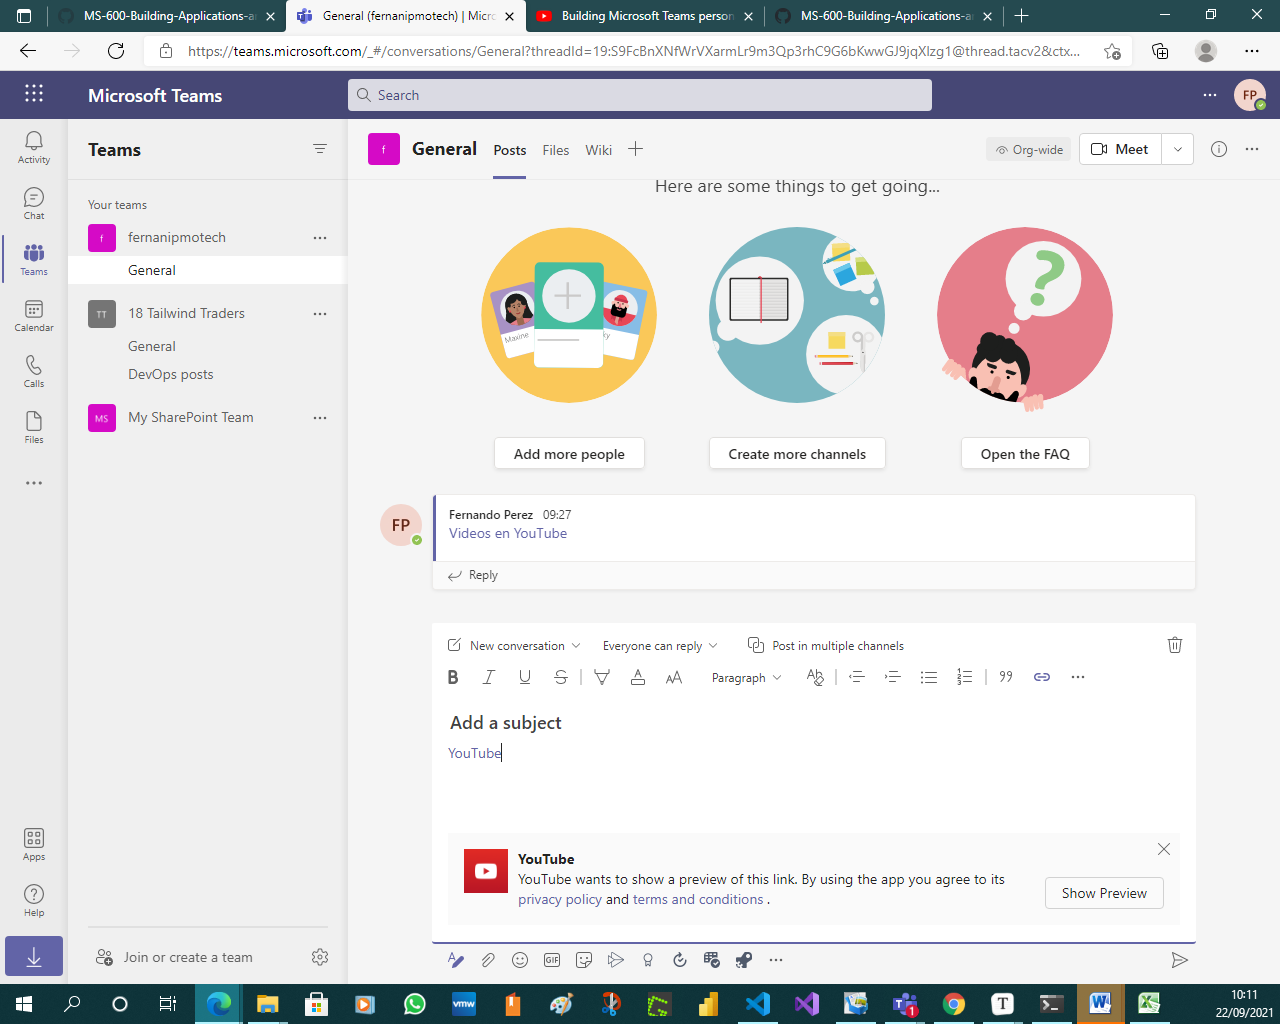 MS-600-Building-Applications-a
General (fernanipmotech) | Micr
Building Microsoft Teams person
MS-600-Building-Applications-a
https://teams.microsoft.com/_#/conversations/General?threadId=19:S9FcBnXNfWrVXarmLr9m3Qp3rhC9G6bKwwGJ9jqXIzg1@thread.tacv2&ctx...
Microsoft Teams
Search
FP
Activity
Chat
Teams
Calendar
Calls
Files
Apps
Help
Teams
Your teams
f
fernanipmotech
General
TT
18 Tailwind Traders
General
DevOps posts
MS
My SharePoint Team
Join or create a team
f
General
Posts
Files
Wiki
Org-wide
Meet
Here are some things to get going...
Maxine
ky
Add more people
Create more channels
Open the FAQ
FP
Fernando Perez 09:27
Videos en YouTube
Reply
New conversation
Everyone can reply
Post in multiple channels
B I U S
AA
Paragraph
Add a subject
YouTube
YouTube
YouTube wants to show a preview of this link. By using the app you agree to its
privacy policy and terms and conditions .
Show Preview
GIF
vmw
T
1
10:11
22/09/2021